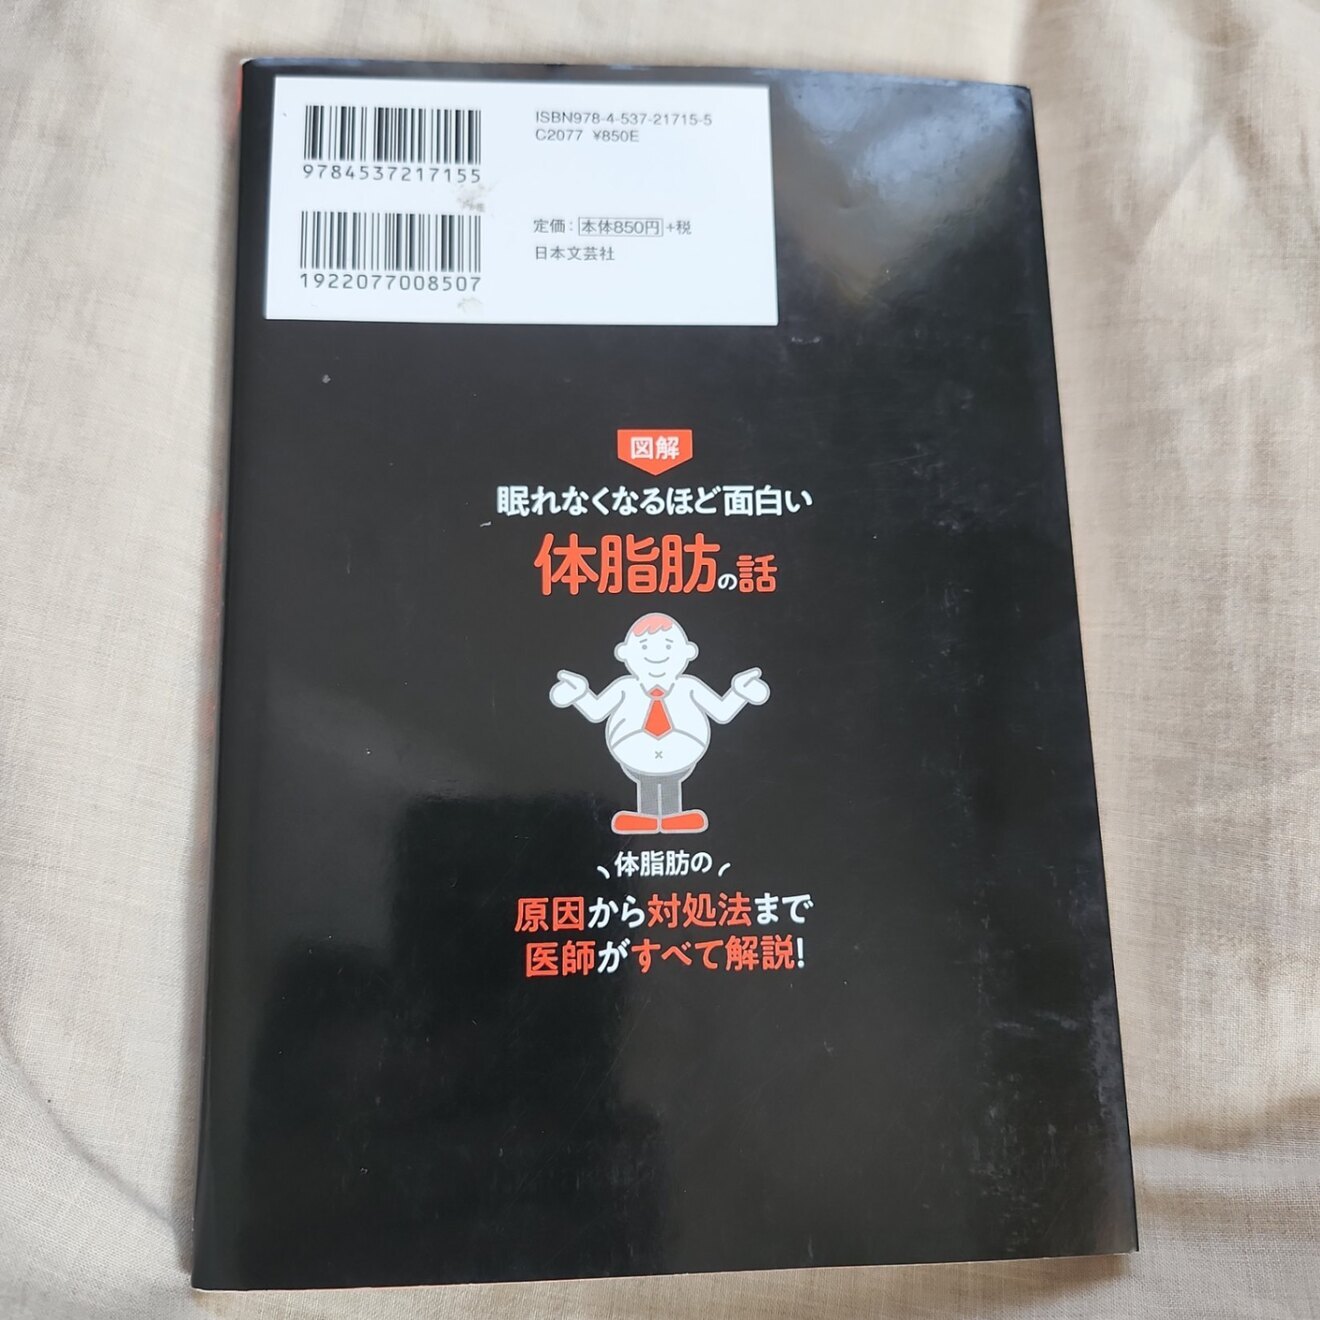 ISBN978-4-537-21715-5
C2077 ¥850E
9784537217155
定価：本体850円+税
日本文芸社
1922077008507
図解
眠れなくなるほど面白い
体脂肪の話
体脂肪の
原因から対処法まで
医師がすべて解説!